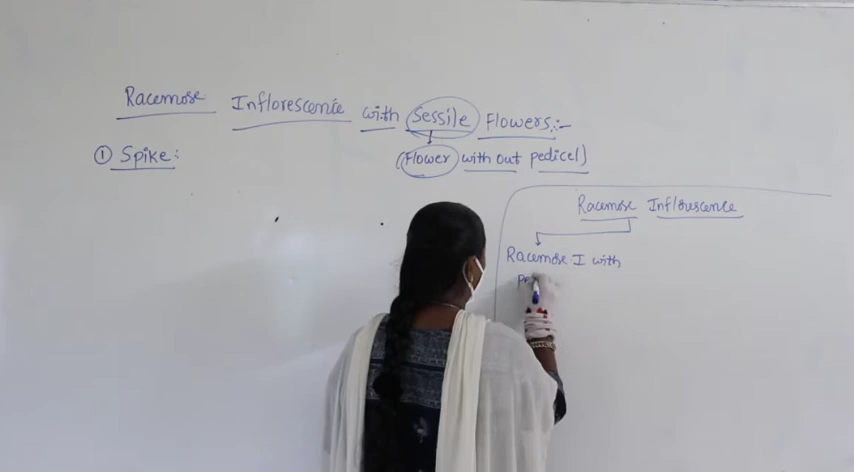 Racemose Inflorescence with Sessile Flowers:-
(Flower with out pedicel)
① Spike:
Racemose Inflorescence
Racemose I with